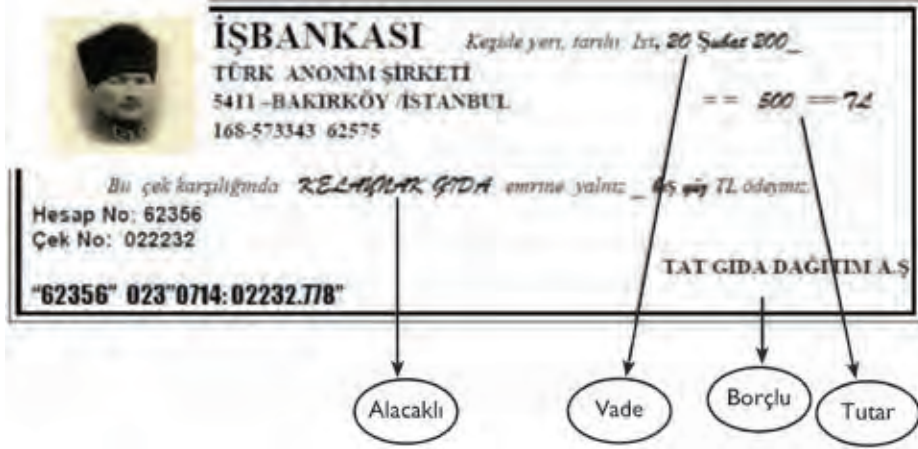 İŞBANKASI Keşide yeri, tarihi İst, 20 Şubat 200_
TÜRK ANONİM ŞİRKETİ
5411 –BAKIRKÖY /İSTANBUL == 500 == TL
168-573343 62575
Bu çek karşılığında KELAYNAK GIDA emrine yalnız _ beş yüz TL ödeyiniz.
Hesap No: 62356
Çek No: 022232
TAT GIDA DAĞITIM A.Ş
“62356” 023”0714: 02232.778”
Alacaklı Vade Borçlu Tutar